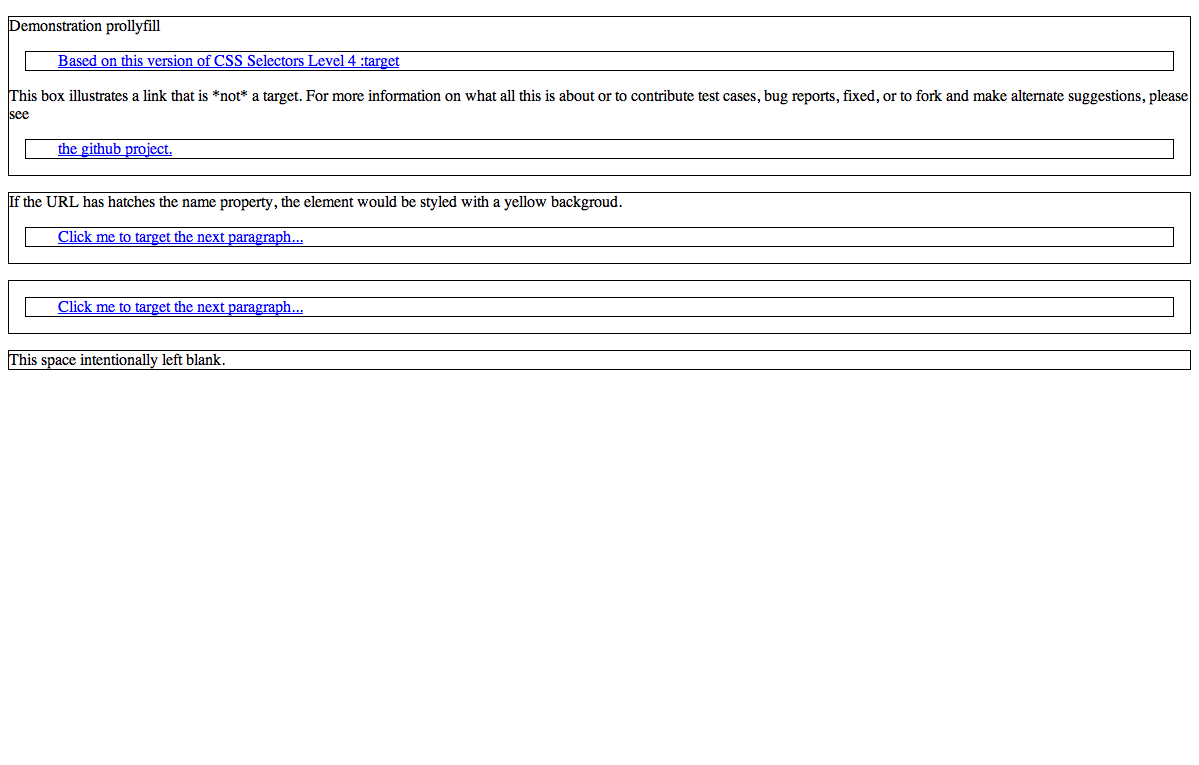 Demonstration prollyfill
Based on this version of CSS Selectors Level 4 :target
This box illustrates a link that is *not* a target. For more information on what all this is about or to contribute test cases, bug reports, fixed, or to fork and make alternate suggestions, please
see
the github project.
If the URL has hatches the name property, the element would be styled with a yellow backgroud.
Click me to target the next paragraph...
Click me to target the next paragraph...
This space intentionally left blank.